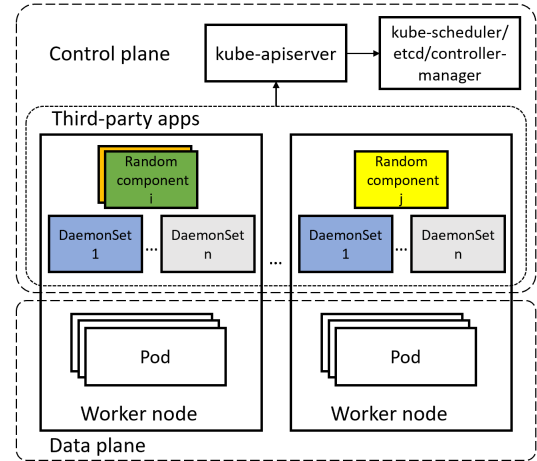 Control plane
kube-apiserver
kube-scheduler/
etcd/controller-
manager
Third-party apps
Random
component
i
Random
component
j
DaemonSet
1
...
DaemonSet
n
...
DaemonSet
1
...
DaemonSet
n
Pod
Pod
Worker node
Worker node
Data plane